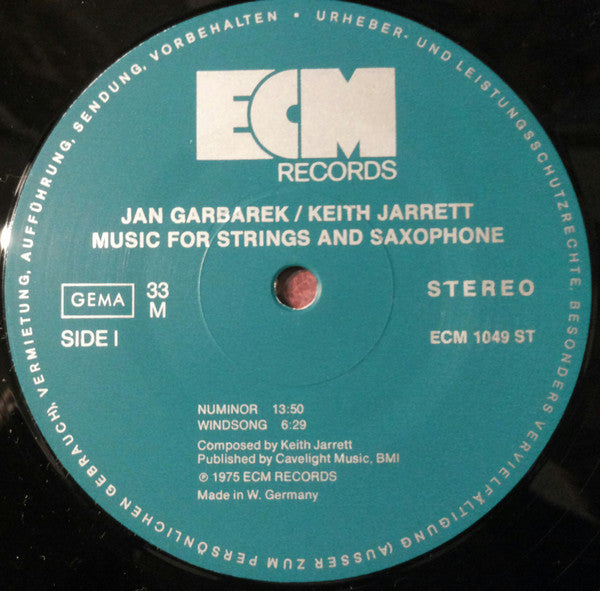 ECM
RECORDS
JAN GARBAREK / KEITH JARRETT
MUSIC FOR STRINGS AND SAXOPHONE
GEMA
33
M
STEREO
SIDE I
ECM 1049 ST
NUMINOR 13:50
WINDSONG 6:29
Composed by Keith Jarrett
Published by Cavelight Music, BMI
℗ 1975 ECM RECORDS
Made in W. Germany
URHEBER- UND LEISTUNGSSCHUTZRECHTE, BESONDERS VERVIELFÄLTIGUNG (AUSSER ZUM PERSÖNLICHEN GEBRAUCH), VERMIETUNG, AUFFÜHRUNG, SENDUNG, VORBEHALTEN •